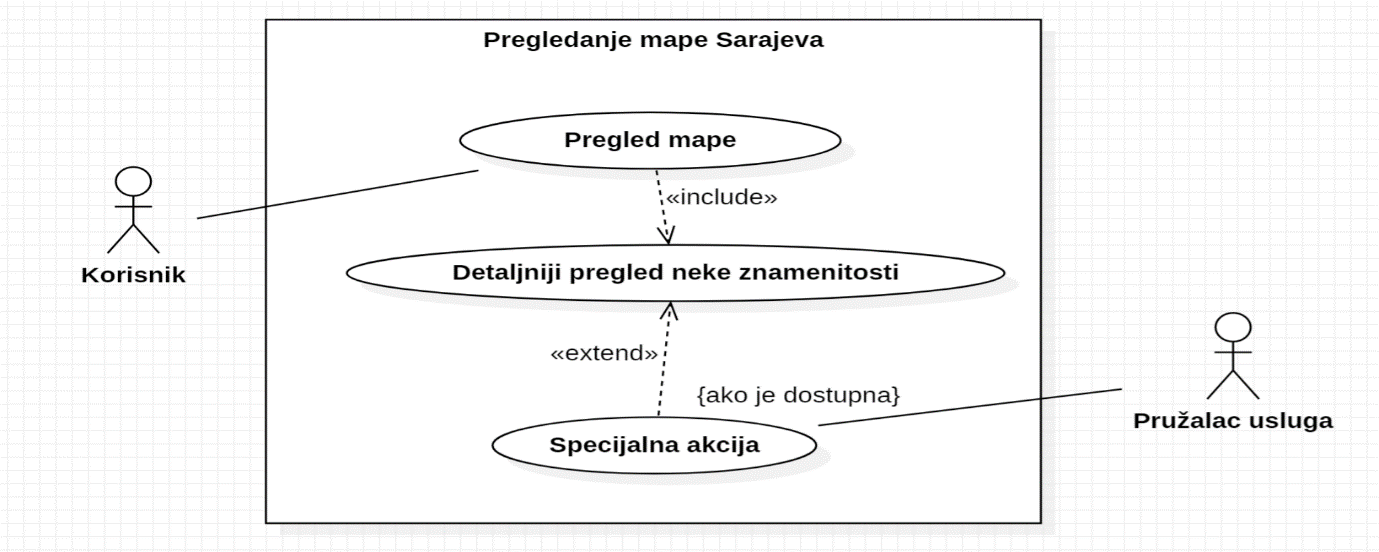 Pregledanje mape Sarajeva
Pregled mape
«include»
Korisnik
Detaljniji pregled neke znamenitosti
«extend»
{ako je dostupna}
Pružalac usluga
Specijalna akcija